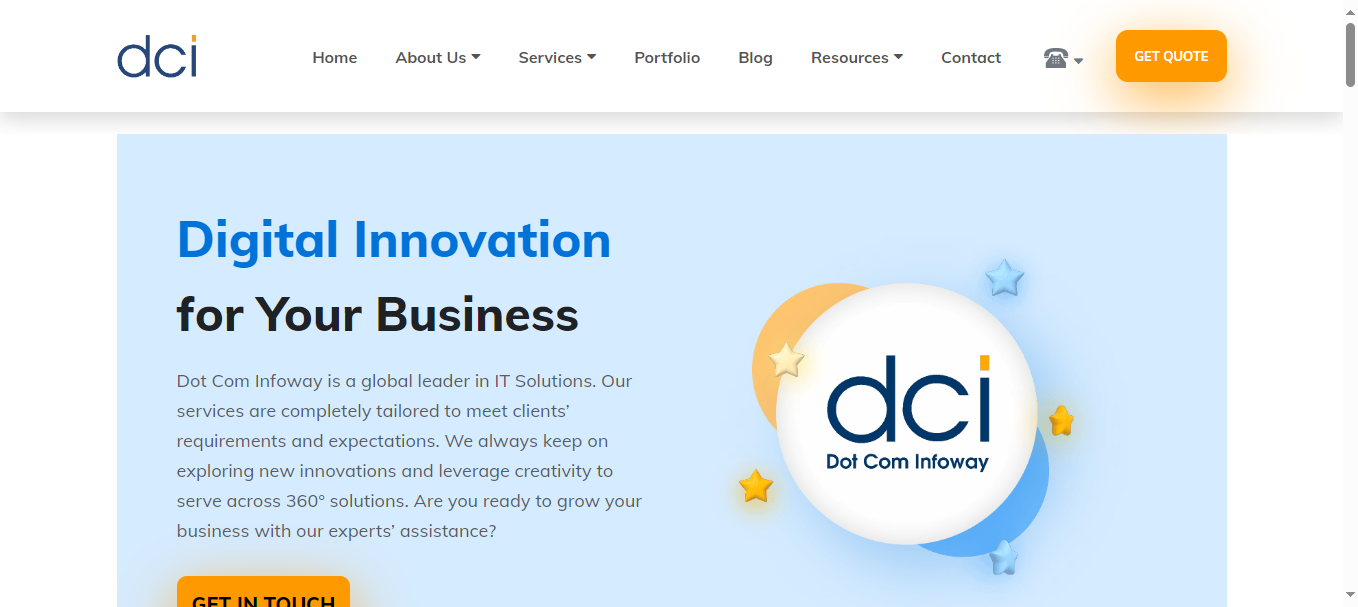 dci
Home About Us Services Portfolio Blog Resources Contact GET QUOTE
Digital Innovation
for Your Business
Dot Com Infoway is a global leader in IT Solutions. Our
services are completely tailored to meet clients’
requirements and expectations. We always keep on
exploring new innovations and leverage creativity to
serve across 360° solutions. Are you ready to grow your
business with our experts’ assistance?
GET IN TOUCH
dci
Dot Com Infoway